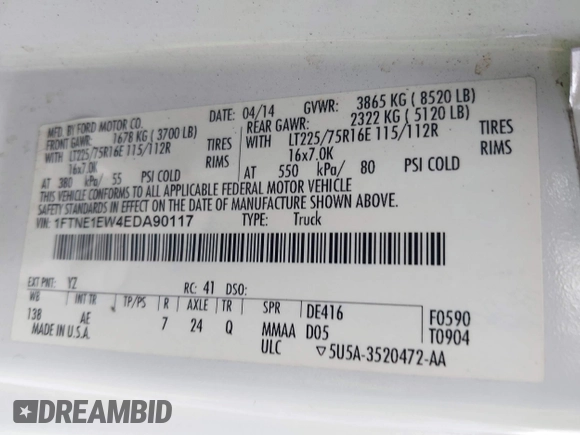 MFD. BY FORD MOTOR CO.
DATE: 04/14 GVWR: 3865 KG ( 8520 LB)
FRONT GAWR: 1678 KG ( 3700 LB) REAR GAWR: 2322 KG ( 5120 LB)
WITH LT225/75R16E 115/112R TIRES WITH LT225/75R16E 115/112R TIRES
16x7.0K RIMS 16x7.0K RIMS
AT 380 kPa/ 55 PSI COLD AT 550 kPa/ 80 PSI COLD
THIS VEHICLE CONFORMS TO ALL APPLICABLE FEDERAL MOTOR VEHICLE
SAFETY STANDARDS IN EFFECT ON THE DATE OF MANUFACTURE SHOWN ABOVE.
VIN: 1FTNE1EW4EDA90117 TYPE: Truck
EXT PNT: YZ RC: 41 DSO:
WB INT TR TP/PS R AXLE TR SPR DE416 F0590
138 AE 7 24 Q MMAA D05 T0904
MADE IN U.S.A. ULC ▽5U5A-3520472-AA
DREAMBID